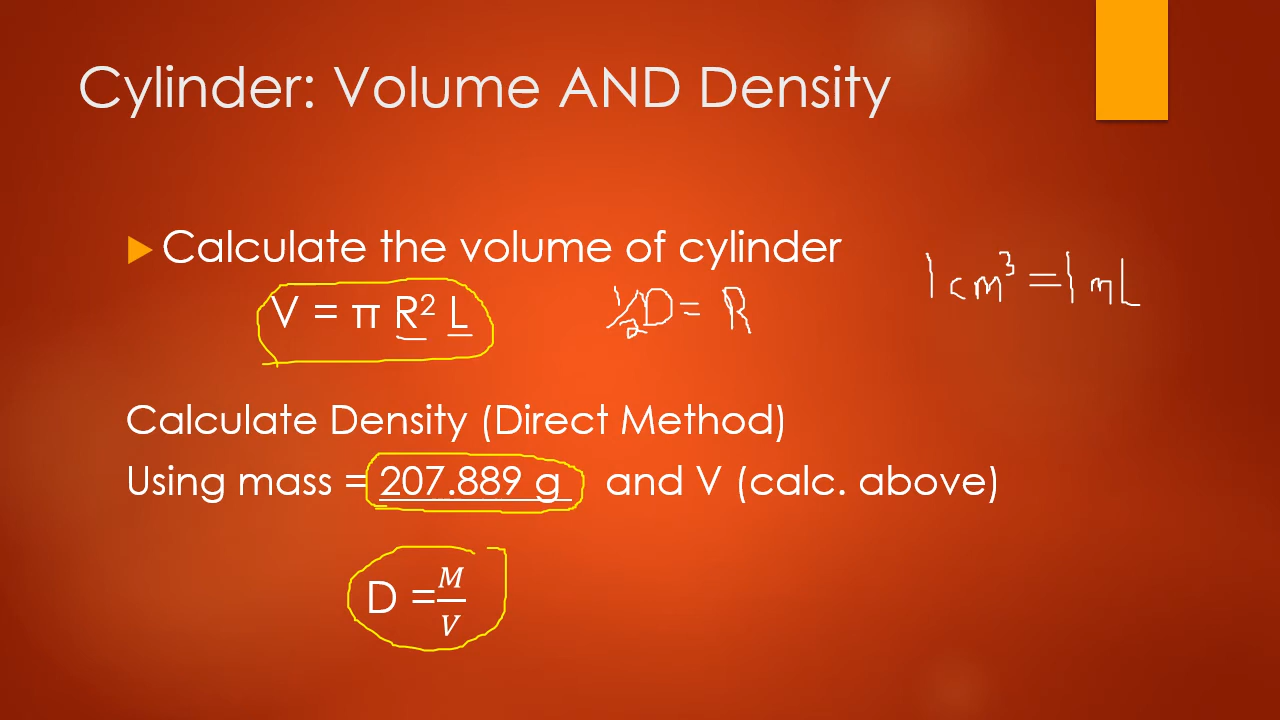 Cylinder: Volume AND Density
Calculate the volume of cylinder
V = π R² L
½D = R
1 cm³ = 1 mL
Calculate Density (Direct Method)
Using mass = 207.889 g and V (calc. above)
D = M/V